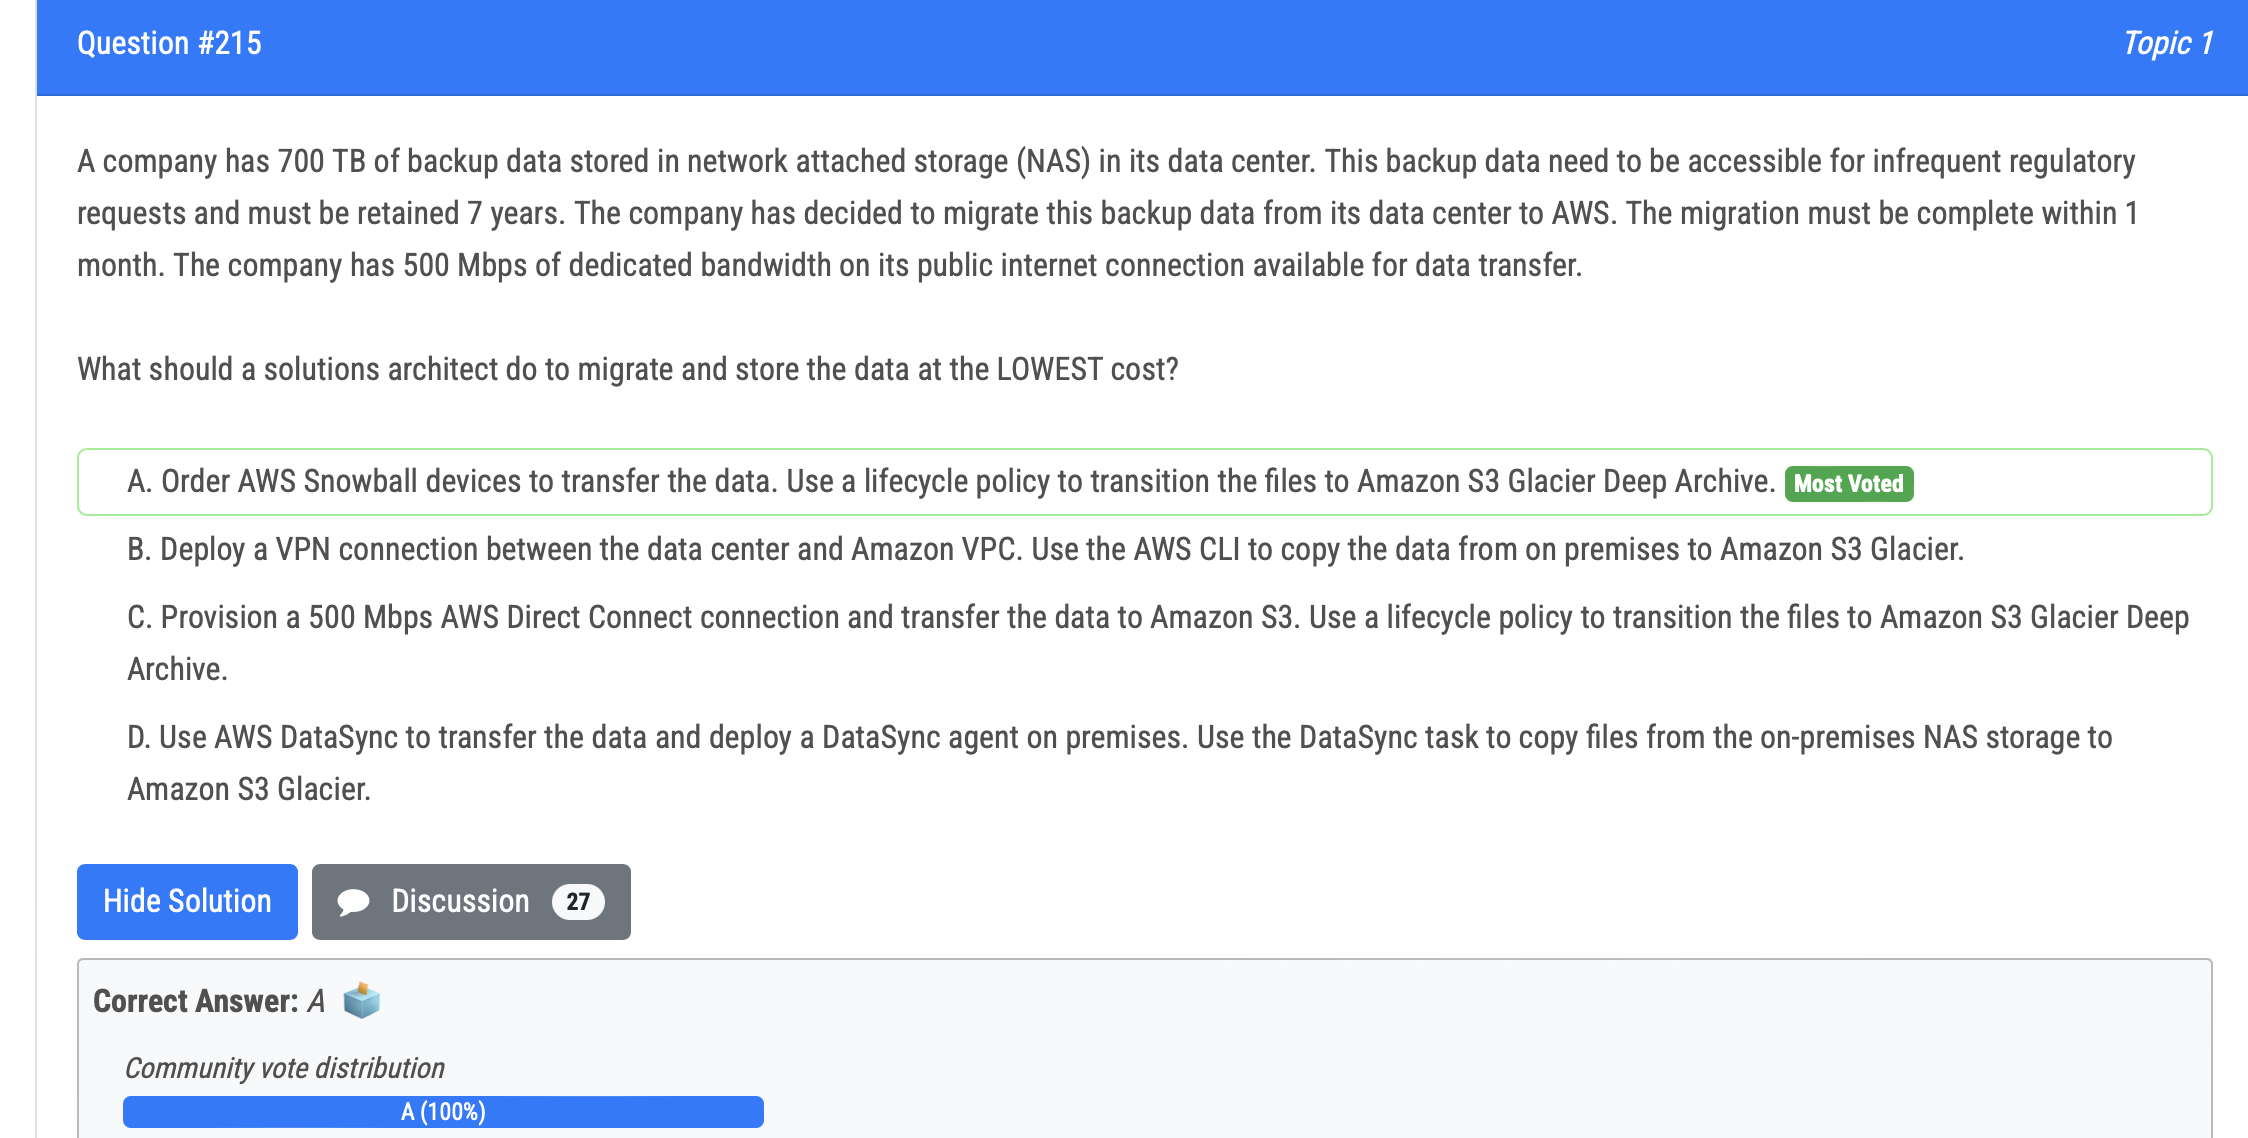 Question #215
Topic 1
A company has 700 TB of backup data stored in network attached storage (NAS) in its data center. This backup data need to be accessible for infrequent regulatory
requests and must be retained 7 years. The company has decided to migrate this backup data from its data center to AWS. The migration must be complete within 1
month. The company has 500 Mbps of dedicated bandwidth on its public internet connection available for data transfer.
What should a solutions architect do to migrate and store the data at the LOWEST cost?
A. Order AWS Snowball devices to transfer the data. Use a lifecycle policy to transition the files to Amazon S3 Glacier Deep Archive. Most Voted
B. Deploy a VPN connection between the data center and Amazon VPC. Use the AWS CLI to copy the data from on premises to Amazon S3 Glacier.
C. Provision a 500 Mbps AWS Direct Connect connection and transfer the data to Amazon S3. Use a lifecycle policy to transition the files to Amazon S3 Glacier Deep
Archive.
D. Use AWS DataSync to transfer the data and deploy a DataSync agent on premises. Use the DataSync task to copy files from the on-premises NAS storage to
Amazon S3 Glacier.
Hide Solution
Discussion 27
Correct Answer: A
Community vote distribution
A (100%)